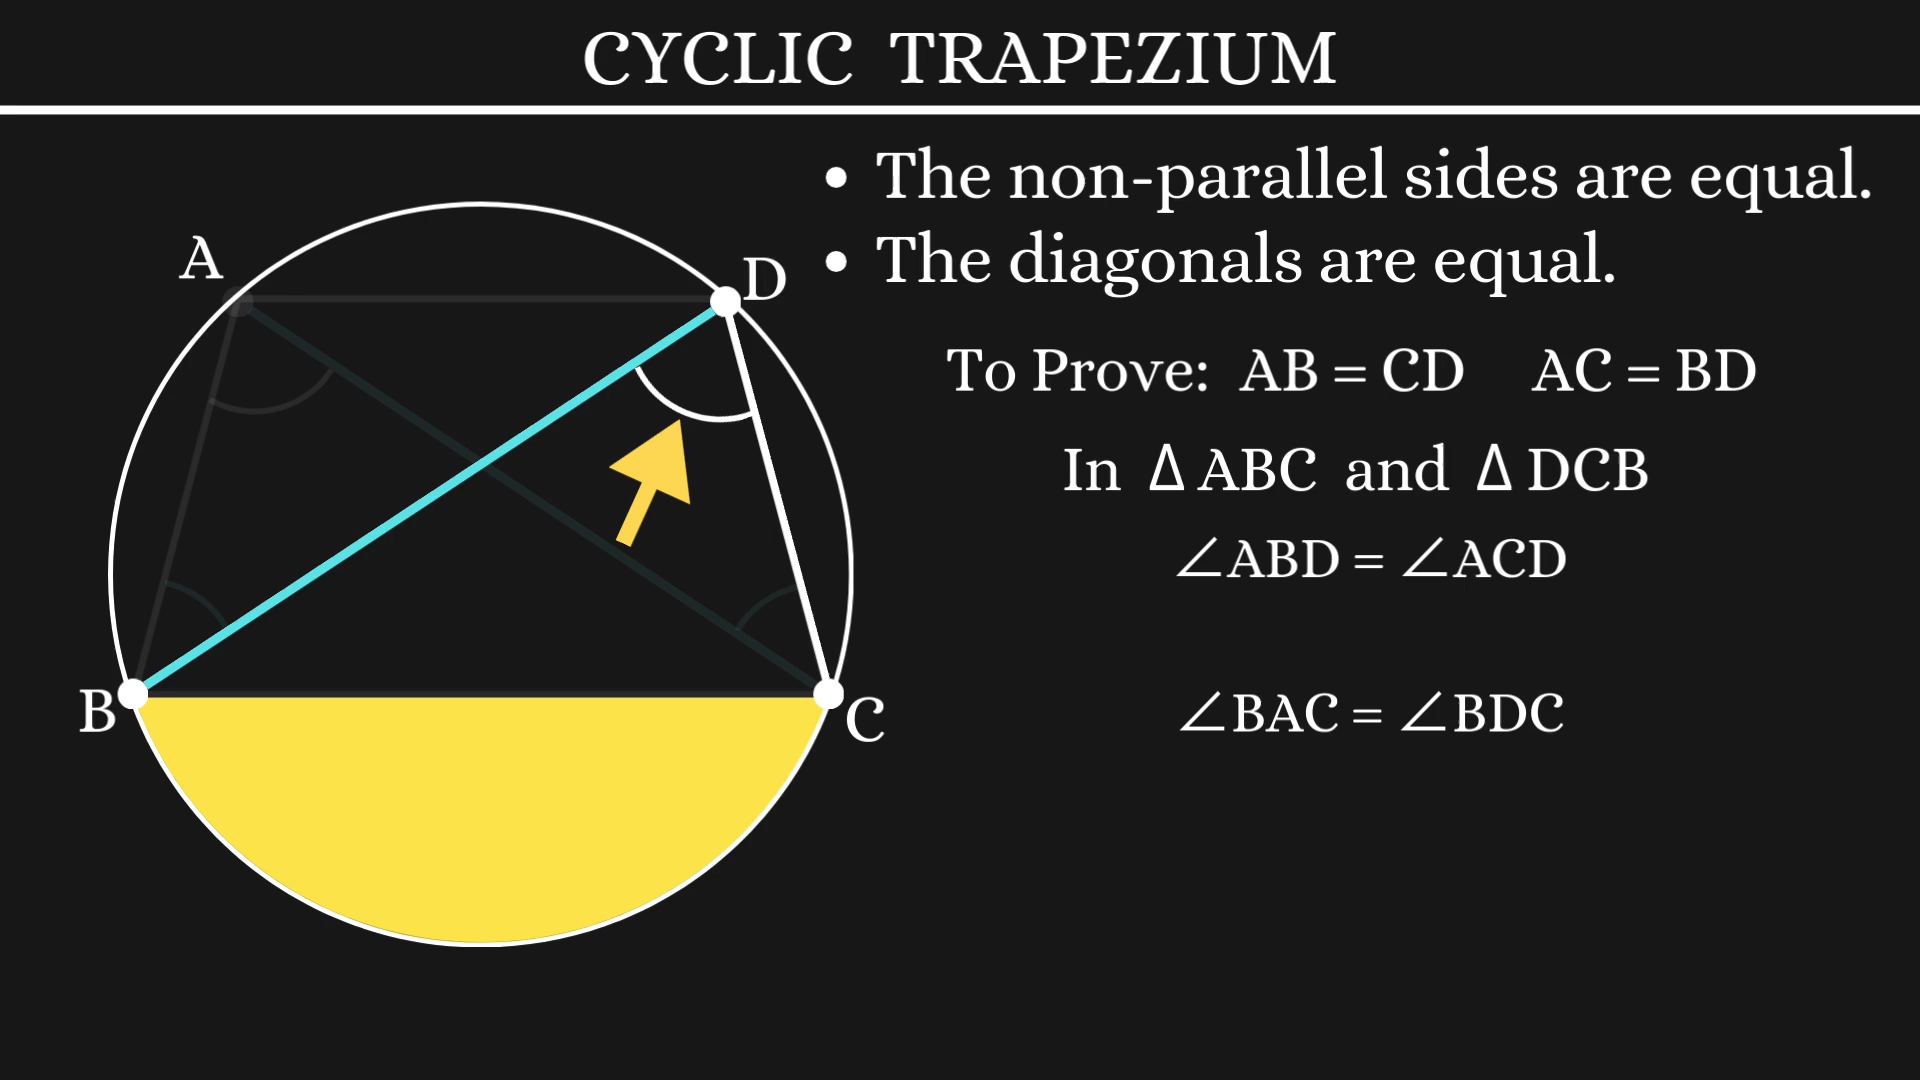 CYCLIC TRAPEZIUM
• The non-parallel sides are equal.
• The diagonals are equal.
A
D
To Prove: AB = CD AC = BD
In Δ ABC and Δ DCB
∠ABD = ∠ACD
B
C
∠BAC = ∠BDC